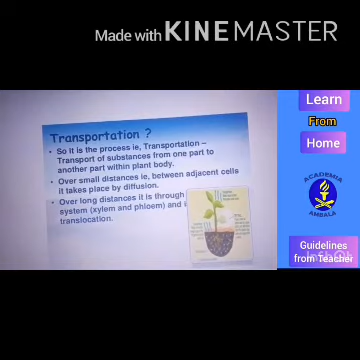 Made with KINEMASTER
Learn
From
Home
Transportation ?
• So it is the process ie, Transportation –
Transport of substances from one part to
another part within plant body.
• Over small distances ie, between adjacent cells
it takes place by diffusion.
• Over long distances it is through
system (xylem and phloem) and
translocation.
ACADEMIA
AMBALA
Guidelines
from Teacher